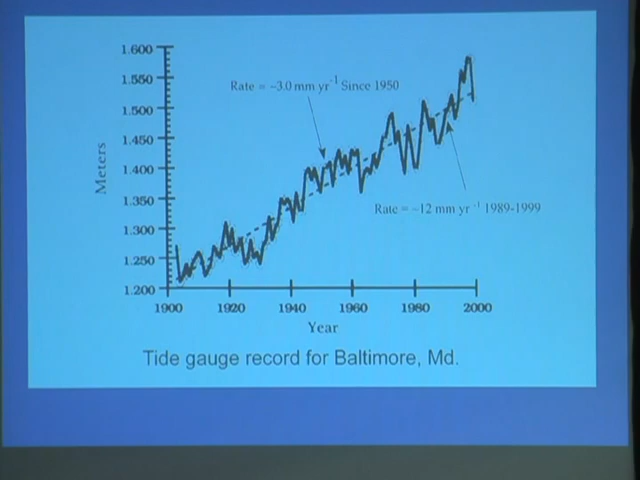 1.600
1.550
1.500
1.450
1.400
1.350
1.300
1.250
1.200
Meters
Rate = ~3.0 mm yr-1 Since 1950
Rate = ~12 mm yr-1 1989-1999
1900 1920 1940 1960 1980 2000
Year
Tide gauge record for Baltimore, Md.